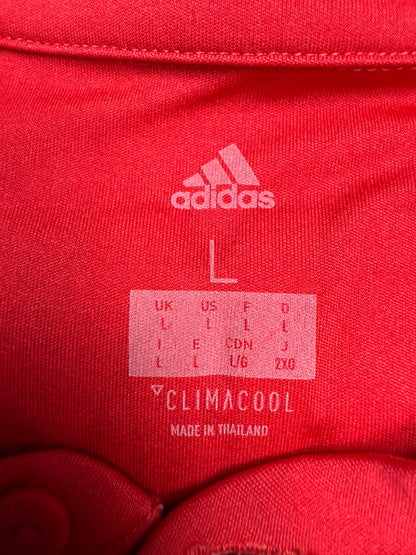 adidas
L
UK US F D
L L L L
I E CDN J
L L L/G 2XO
CLIMACOOL
MADE IN THAILAND